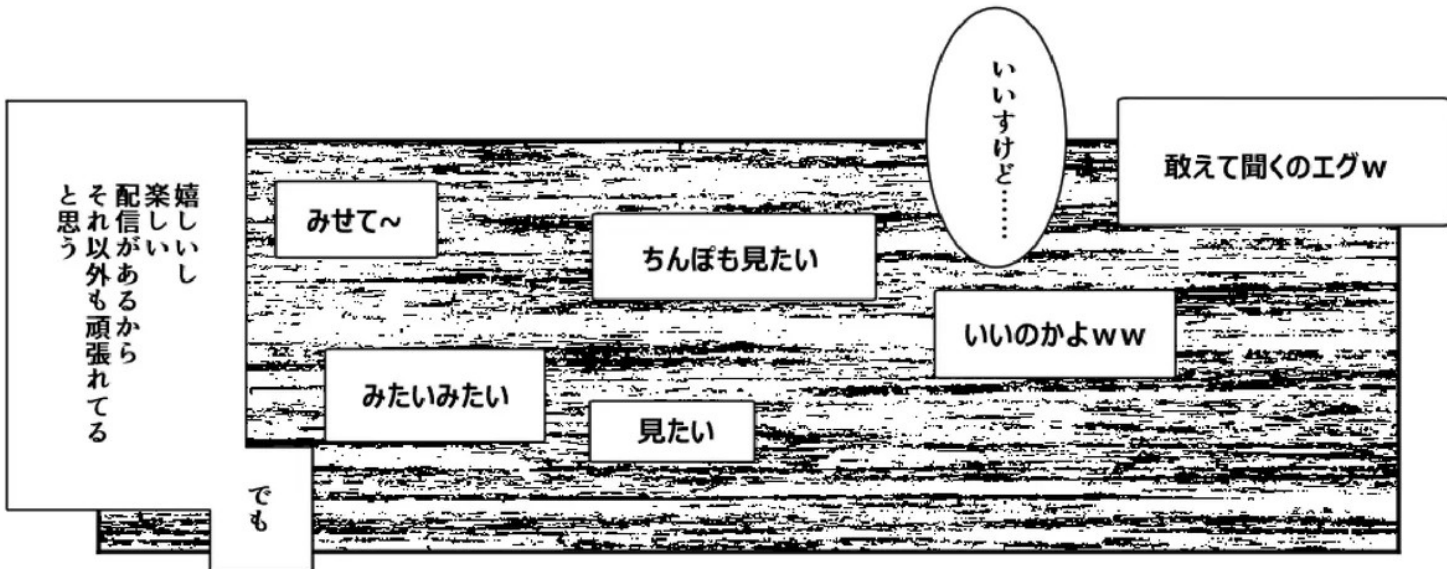 敢えて聞くのエグw
いいすけど………
いいのかよww
ちんぽも見たい
見たい
みせて~
みたいみたい
嬉しいし
楽しい
配信があるから
それ以外も頑張れてる
と思う
でも